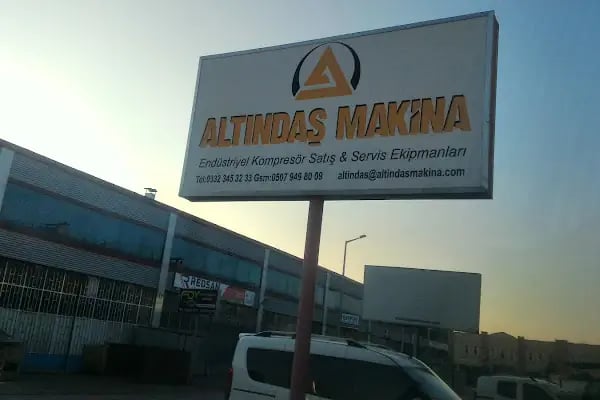 ALTINDAŞ MAKİNA
Endüstriyel Kompresör Satış & Servis Ekipmanları
Tel:0332 345 32 33 Gsm:0507 949 80 09 altindas@altindasmakina.com
REDSAN